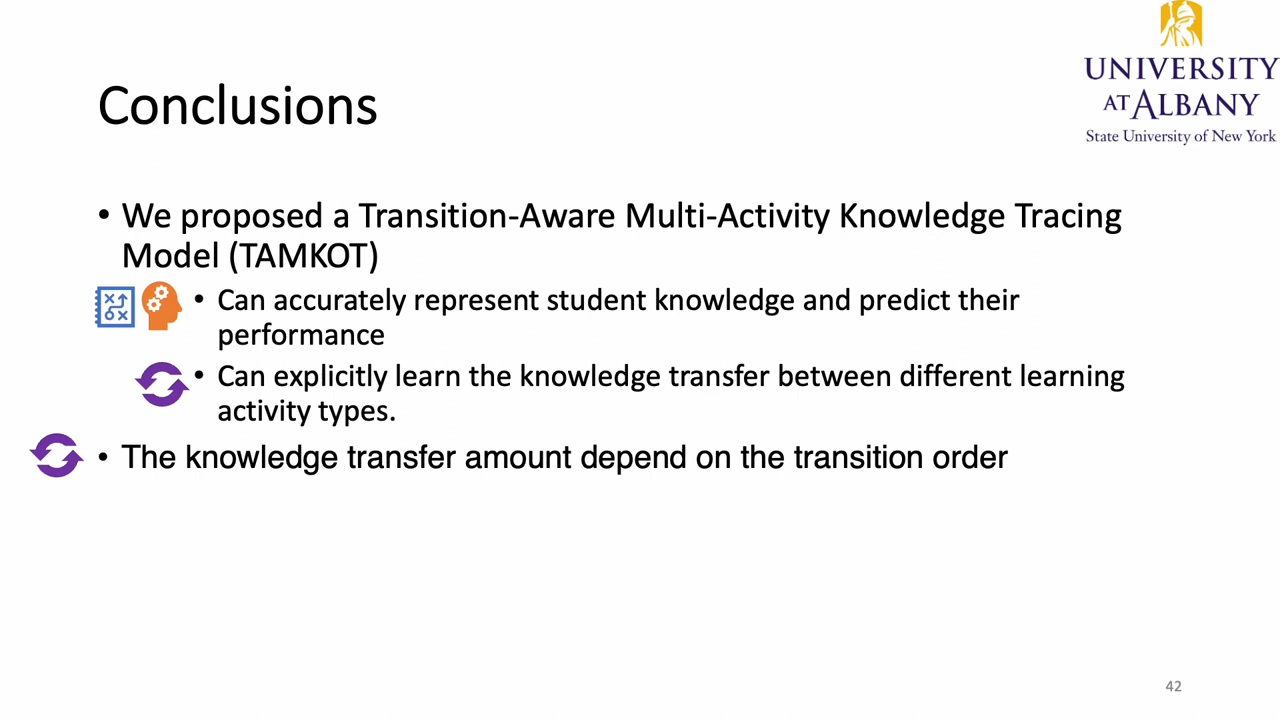 UNIVERSITY
AT ALBANY
State University of New York
Conclusions
• We proposed a Transition-Aware Multi-Activity Knowledge Tracing
Model (TAMKOT)
• Can accurately represent student knowledge and predict their
performance
• Can explicitly learn the knowledge transfer between different learning
activity types.
• The knowledge transfer amount depend on the transition order
42